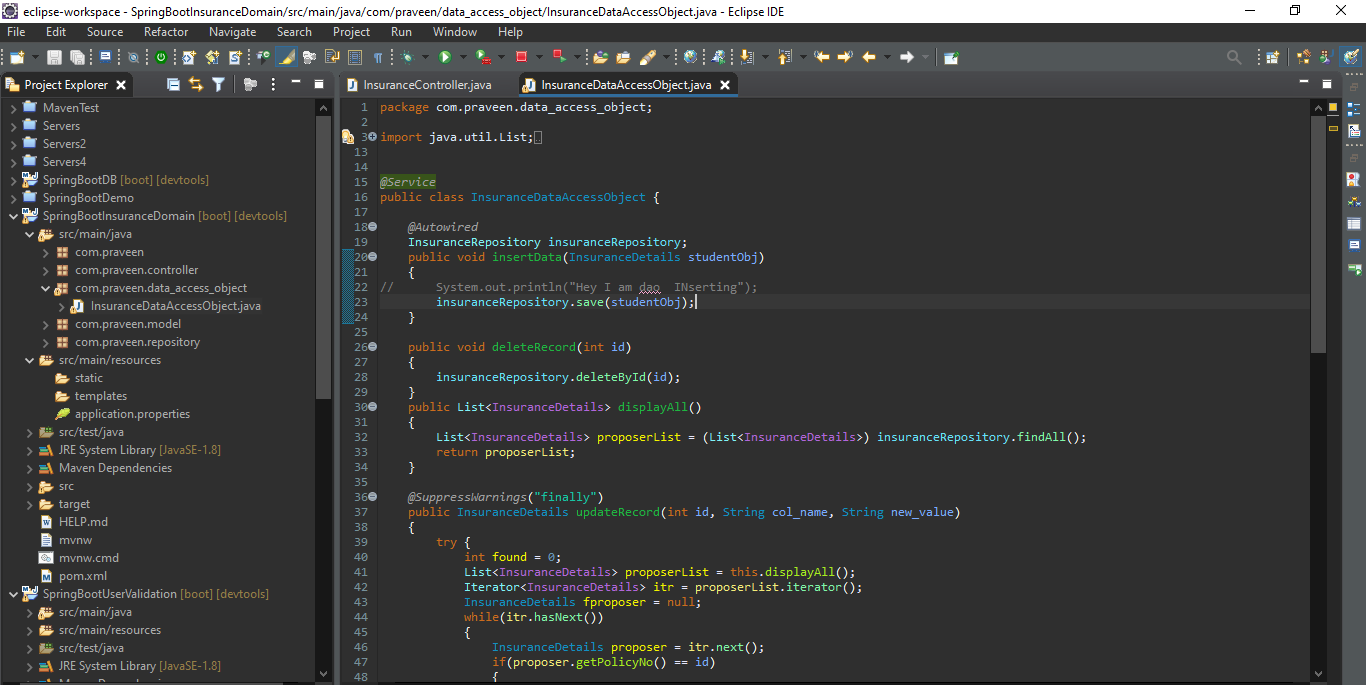 eclipse-workspace - SpringBootInsuranceDomain/src/main/java/com/praveen/data_access_object/InsuranceDataAccessObject.java - Eclipse IDE
File Edit Source Refactor Navigate Search Project Run Window Help
Project Explorer
MavenTest
Servers
Servers2
Servers4
SpringBootDB [boot] [devtools]
SpringBootDemo
SpringBootInsuranceDomain [boot] [devtools]
src/main/java
com.praveen
com.praveen.controller
com.praveen.data_access_object
InsuranceDataAccessObject.java
com.praveen.model
com.praveen.repository
src/main/resources
static
templates
application.properties
src/test/java
JRE System Library [JavaSE-1.8]
Maven Dependencies
src
target
HELP.md
mvnw
mvnw.cmd
pom.xml
SpringBootUserValidation [boot] [devtools]
src/main/java
src/main/resources
src/test/java
JRE System Library [JavaSE-1.8]
InsuranceController.java InsuranceDataAccessObject.java
1 package com.praveen.data_access_object;
2
3 import java.util.List;
13
14
15 @Service
16 public class InsuranceDataAccessObject {
17
18 @Autowired
19 InsuranceRepository insuranceRepository;
20 public void insertData(InsuranceDetails studentObj)
21 {
22 // System.out.println("Hey I am dao INserting");
23 insuranceRepository.save(studentObj);
24 }
25
26 public void deleteRecord(int id)
27 {
28 insuranceRepository.deleteById(id);
29 }
30 public List<InsuranceDetails> displayAll()
31 {
32 List<InsuranceDetails> proposerList = (List<InsuranceDetails>) insuranceRepository.findAll();
33 return proposerList;
34 }
35
36 @SuppressWarnings("finally")
37 public InsuranceDetails updateRecord(int id, String col_name, String new_value)
38 {
39 try {
40 int found = 0;
41 List<InsuranceDetails> proposerList = this.displayAll();
42 Iterator<InsuranceDetails> itr = proposerList.iterator();
43 InsuranceDetails fproposer = null;
44 while(itr.hasNext())
45 {
46 InsuranceDetails proposer = itr.next();
47 if(proposer.getPolicyNo() == id)
48 {